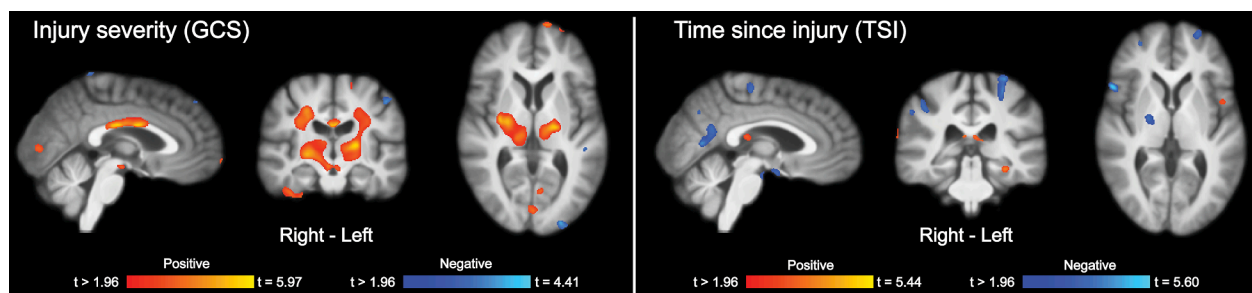 Injury severity (GCS)
Right - Left
Positive
Negative
t > 1.96
t = 5.97
t > 1.96
t = 4.41
Time since injury (TSI)
Right - Left
Positive
Negative
t > 1.96
t = 5.44
t > 1.96
t = 5.60